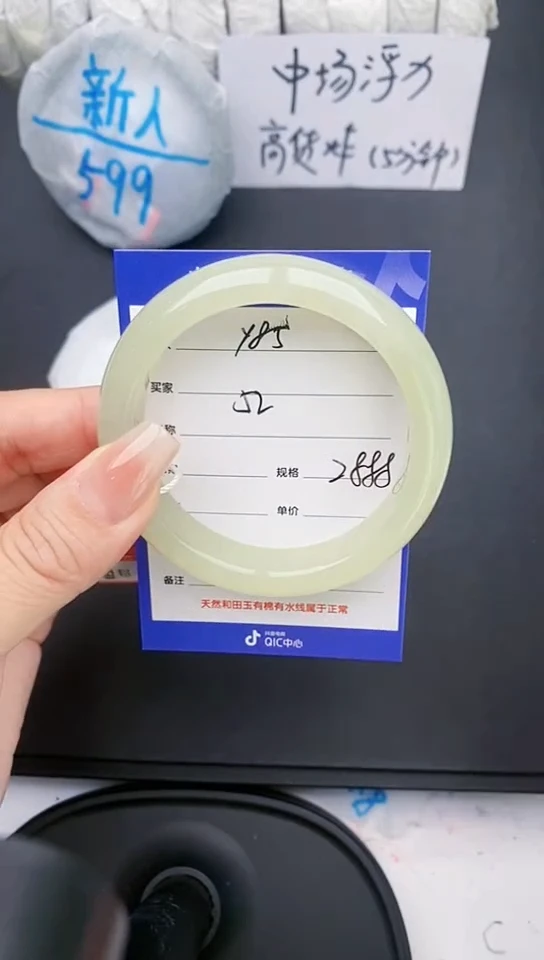 新人
599
中场浮力
高货炸(5分钟)
485
买家
52
称
规格 2888
单价
备注
天然和田玉有棉有水线属于正常
抖音电商
QIC中心